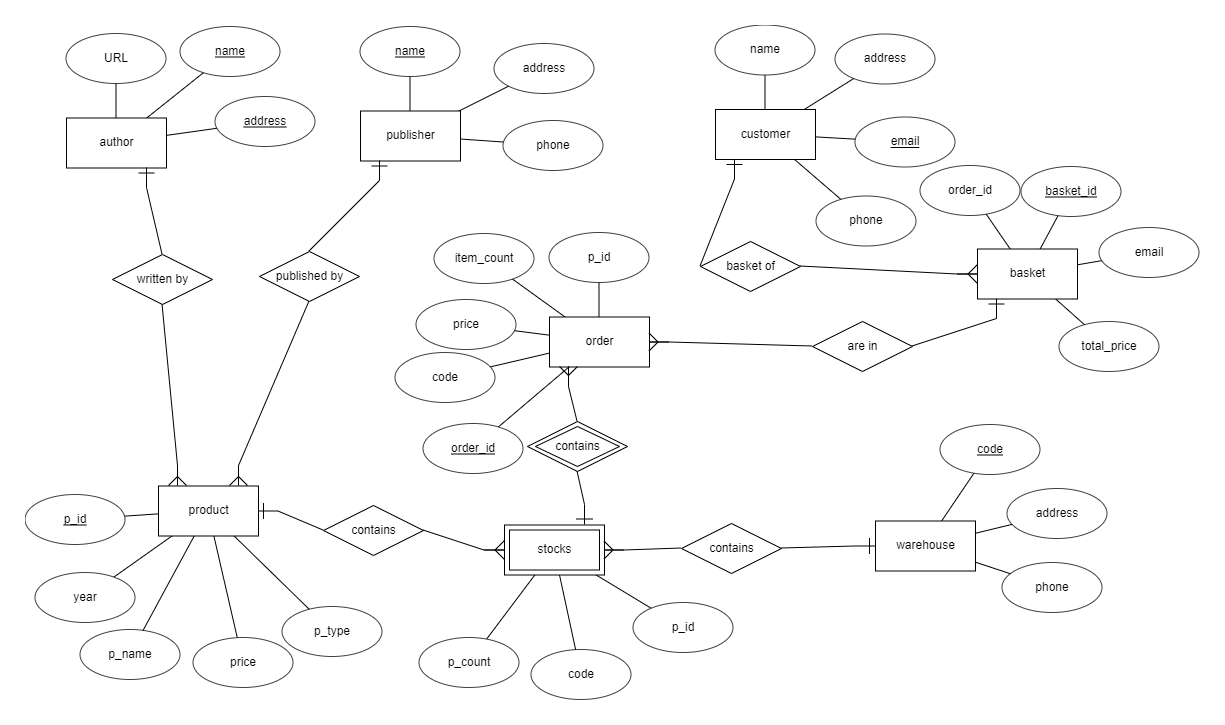 URL
name
address
author
name
address
publisher
phone
name
address
customer
email
phone
order_id
basket_id
basket
email
total_price
written by
published by
basket of
item_count
p_id
price
order
code
order_id
are in
contains
p_id
product
year
p_name
price
p_type
contains
stocks
p_count
code
p_id
contains
code
address
warehouse
phone